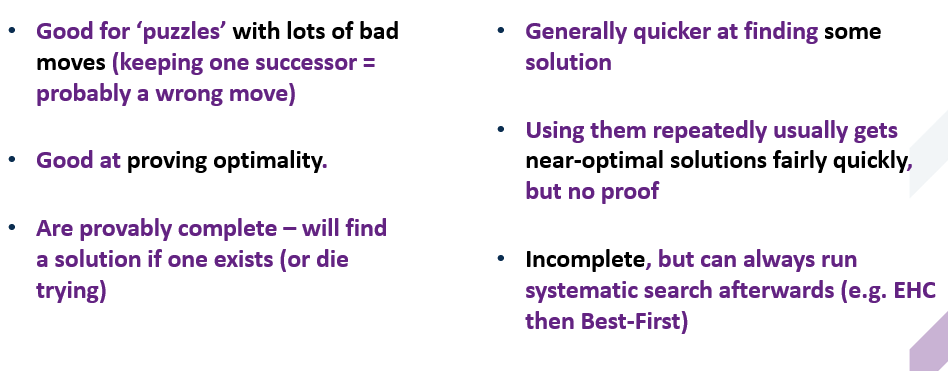 • Good for ‘puzzles’ with lots of bad
moves (keeping one successor =
probably a wrong move)
• Good at proving optimality.
• Are provably complete – will find
a solution if one exists (or die
trying)
• Generally quicker at finding some
solution
• Using them repeatedly usually gets
near-optimal solutions fairly quickly,
but no proof
• Incomplete, but can always run
systematic search afterwards (e.g. EHC
then Best-First)